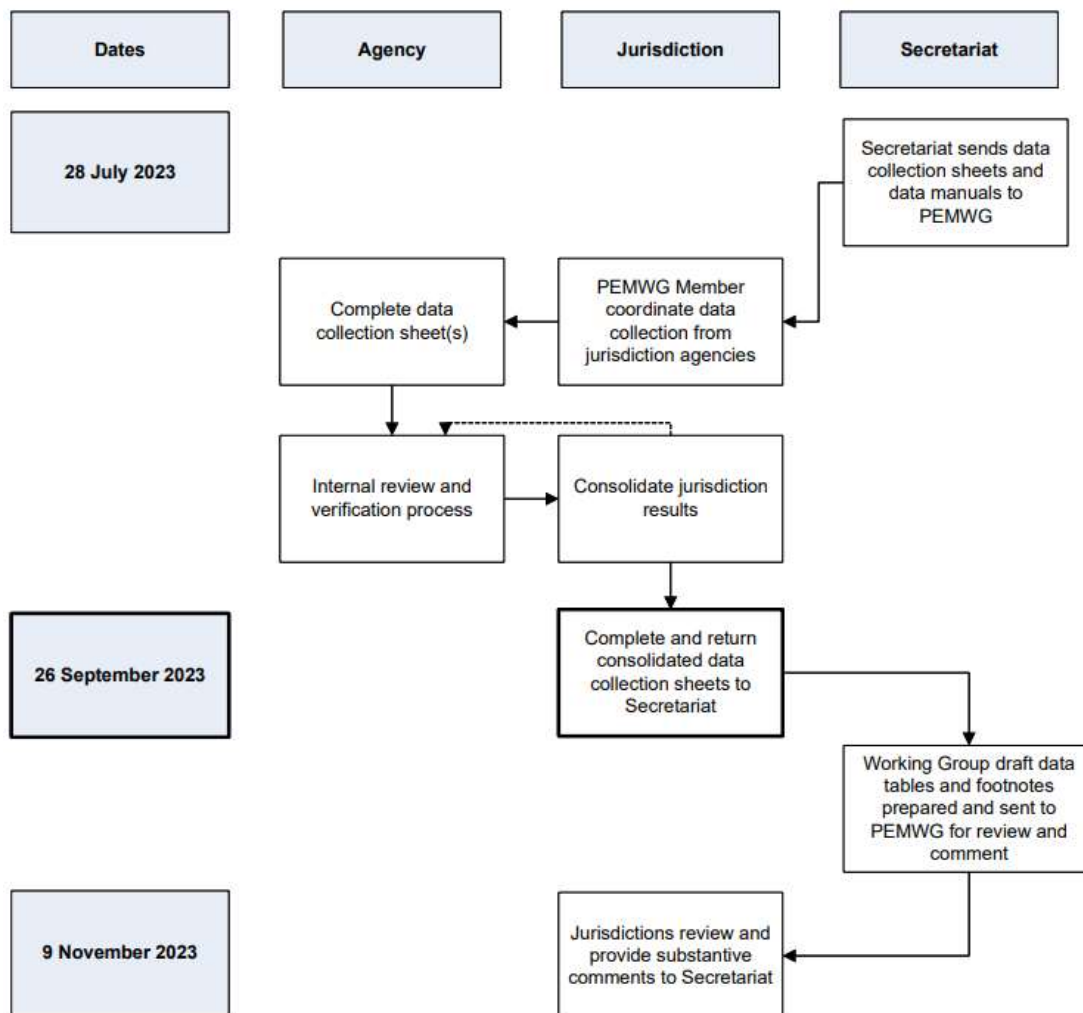 Dates
Agency
Jurisdiction
Secretariat
28 July 2023
Secretariat sends data
collection sheets and
data manuals to
PEMWG
Complete data
collection sheet(s)
PEMWG Member
coordinate data
collection from
jurisdiction agencies
Internal review and
verification process
Consolidate jurisdiction
results
26 September 2023
Complete and return
consolidated data
collection sheets to
Secretariat
Working Group draft data
tables and footnotes
prepared and sent to
PEMWG for review and
comment
9 November 2023
Jurisdictions review and
provide substantive
comments to Secretariat